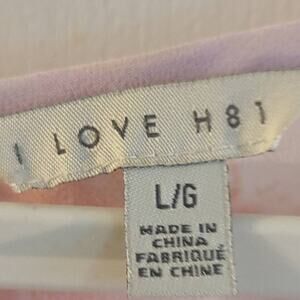 I LOVE H81
L/G
MADE IN
CHINA
FABRIQUÉ
EN CHINE